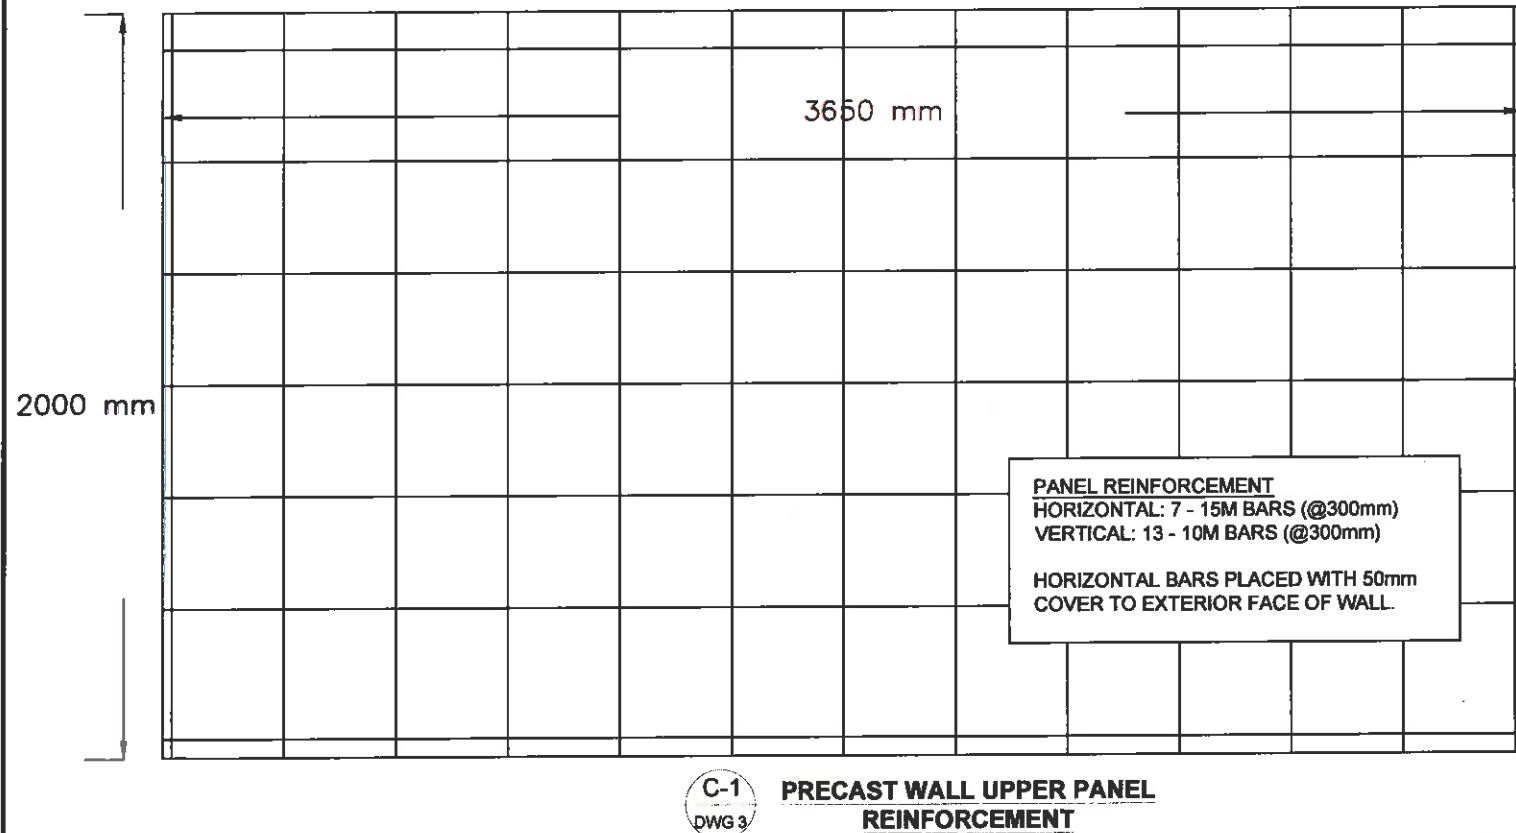 3650 mm
2000 mm
PANEL REINFORCEMENT
HORIZONTAL: 7 - 15M BARS (@300mm)
VERTICAL: 13 - 10M BARS (@300mm)
HORIZONTAL BARS PLACED WITH 50mm
COVER TO EXTERIOR FACE OF WALL.
C-1
DWG 3
PRECAST WALL UPPER PANEL
REINFORCEMENT